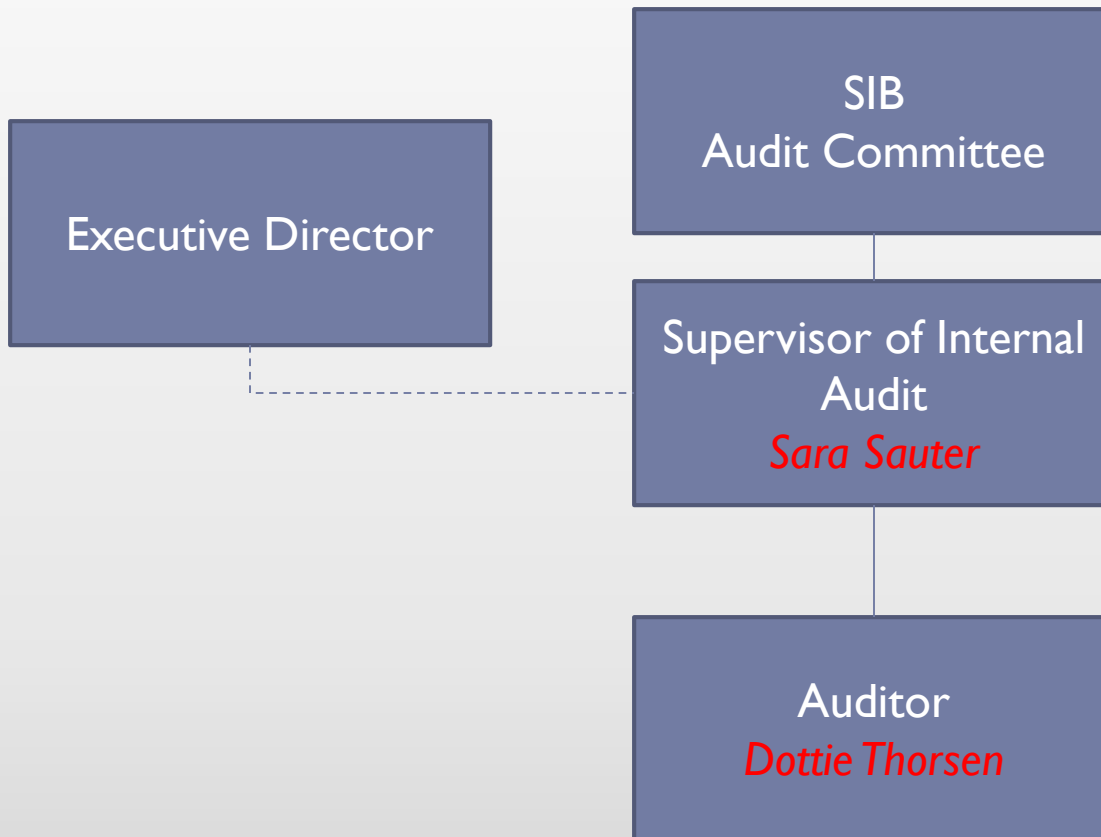 SIB
Audit Committee
Executive Director
Supervisor of Internal
Audit
Sara Sauter
Auditor
Dottie Thorsen